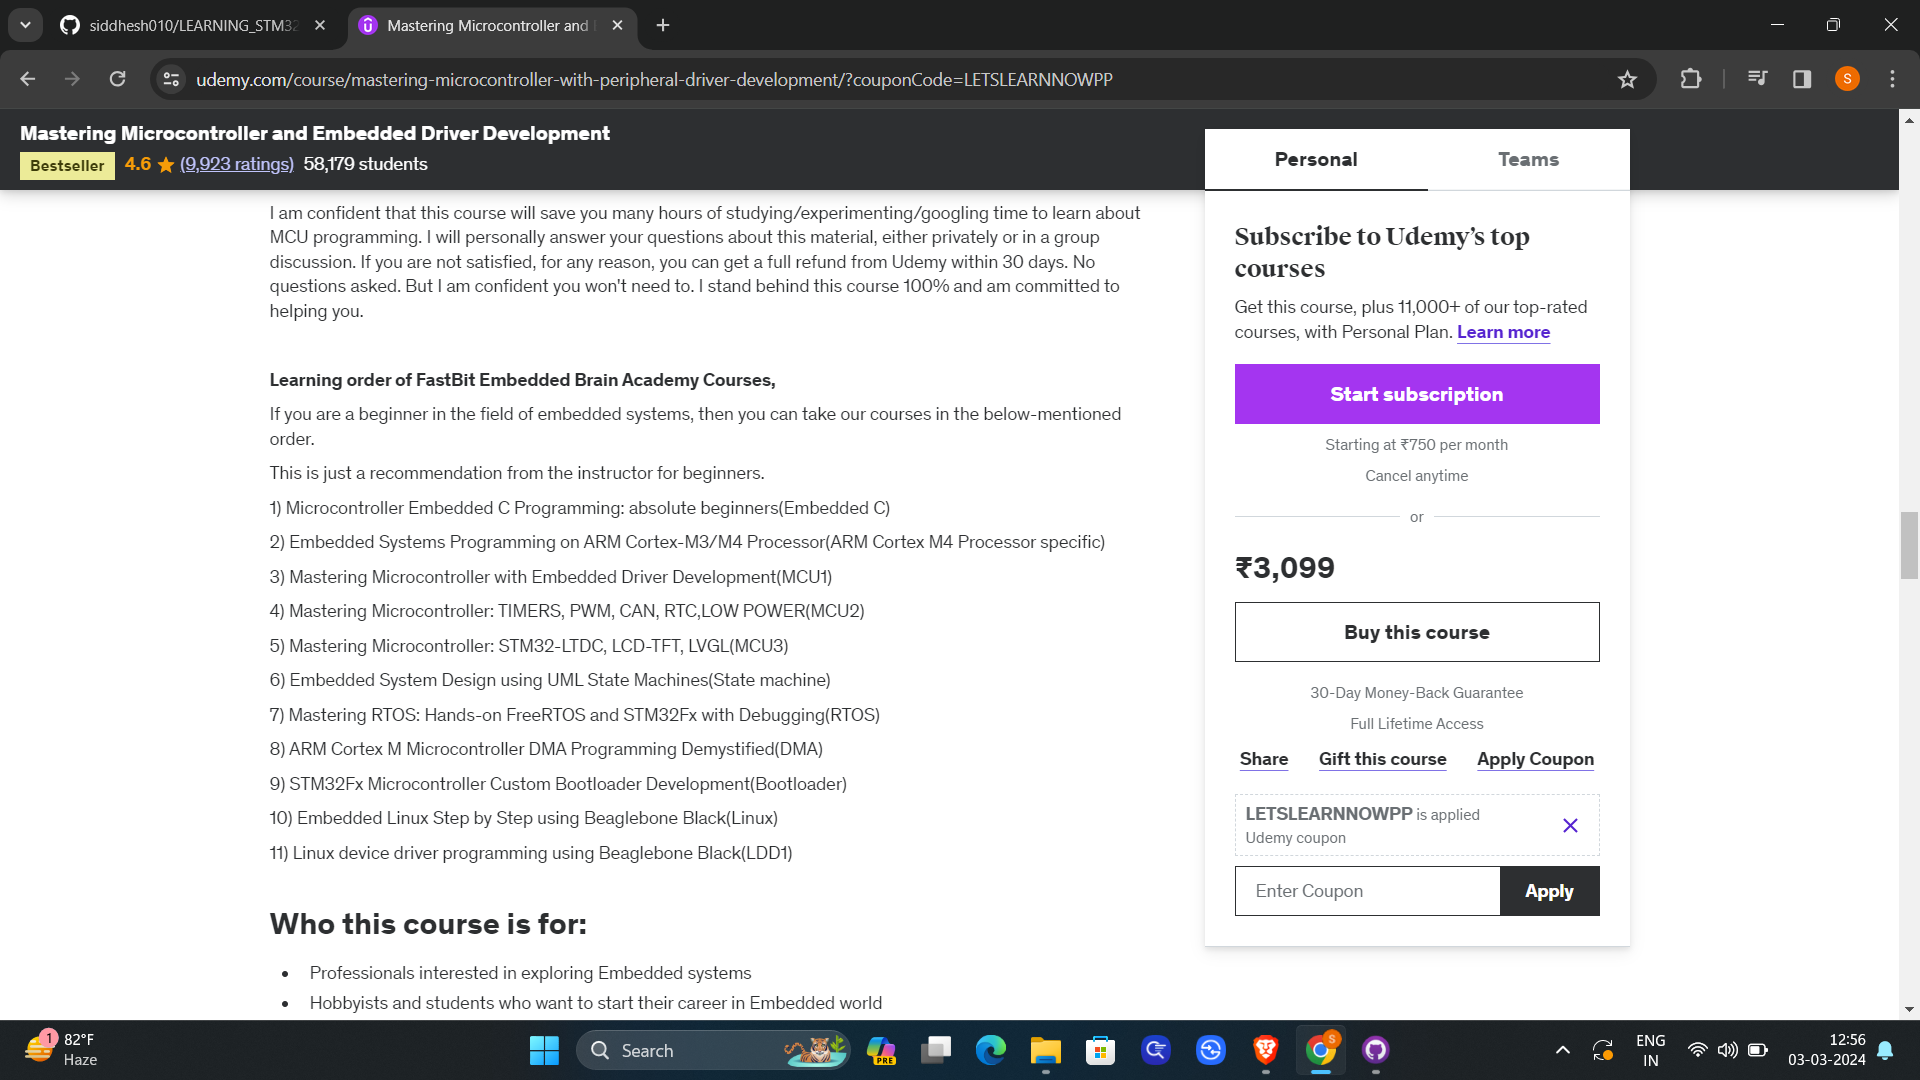 siddhesh010/LEARNING_STM32
Mastering Microcontroller and
udemy.com/course/mastering-microcontroller-with-peripheral-driver-development/?couponCode=LETSLEARNNOWPP
S
Mastering Microcontroller and Embedded Driver Development
Bestseller 4.6 (9,923 ratings) 58,179 students
I am confident that this course will save you many hours of studying/experimenting/googling time to learn about
MCU programming. I will personally answer your questions about this material, either privately or in a group
discussion. If you are not satisfied, for any reason, you can get a full refund from Udemy within 30 days. No
questions asked. But I am confident you won't need to. I stand behind this course 100% and am committed to
helping you.
Learning order of FastBit Embedded Brain Academy Courses,
If you are a beginner in the field of embedded systems, then you can take our courses in the below-mentioned
order.
This is just a recommendation from the instructor for beginners.
1) Microcontroller Embedded C Programming: absolute beginners(Embedded C)
2) Embedded Systems Programming on ARM Cortex-M3/M4 Processor(ARM Cortex M4 Processor specific)
3) Mastering Microcontroller with Embedded Driver Development(MCU1)
4) Mastering Microcontroller: TIMERS, PWM, CAN, RTC,LOW POWER(MCU2)
5) Mastering Microcontroller: STM32-LTDC, LCD-TFT, LVGL(MCU3)
6) Embedded System Design using UML State Machines(State machine)
7) Mastering RTOS: Hands-on FreeRTOS and STM32Fx with Debugging(RTOS)
8) ARM Cortex M Microcontroller DMA Programming Demystified(DMA)
9) STM32Fx Microcontroller Custom Bootloader Development(Bootloader)
10) Embedded Linux Step by Step using Beaglebone Black(Linux)
11) Linux device driver programming using Beaglebone Black(LDD1)
Who this course is for:
• Professionals interested in exploring Embedded systems
• Hobbyists and students who want to start their career in Embedded world
Personal
Teams
Subscribe to Udemy’s top
courses
Get this course, plus 11,000+ of our top-rated
courses, with Personal Plan. Learn more
Start subscription
Starting at ₹750 per month
Cancel anytime
or
₹3,099
Buy this course
30-Day Money-Back Guarantee
Full Lifetime Access
Share
Gift this course
Apply Coupon
LETSLEARNNOWPP is applied
Udemy coupon
Enter Coupon
Apply
1
82°F
Haze
Search
PRE
S
ENG
IN
12:56
03-03-2024